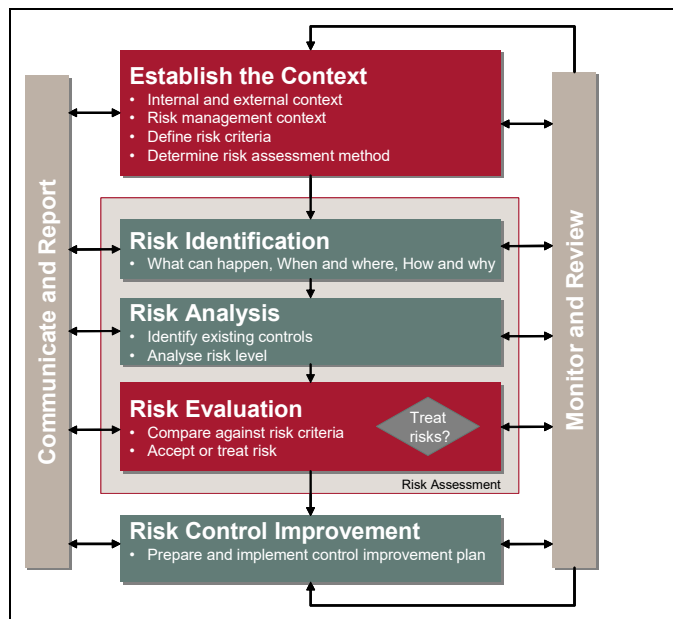 Communicate and Report
Establish the Context
• Internal and external context
• Risk management context
• Define risk criteria
• Determine risk assessment method
Risk Identification
• What can happen, When and where, How and why
Risk Analysis
• Identify existing controls
• Analyse risk level
Risk Evaluation
• Compare against risk criteria
• Accept or treat risk
Treat
risks?
Risk Assessment
Risk Control Improvement
• Prepare and implement control improvement plan
Monitor and Review